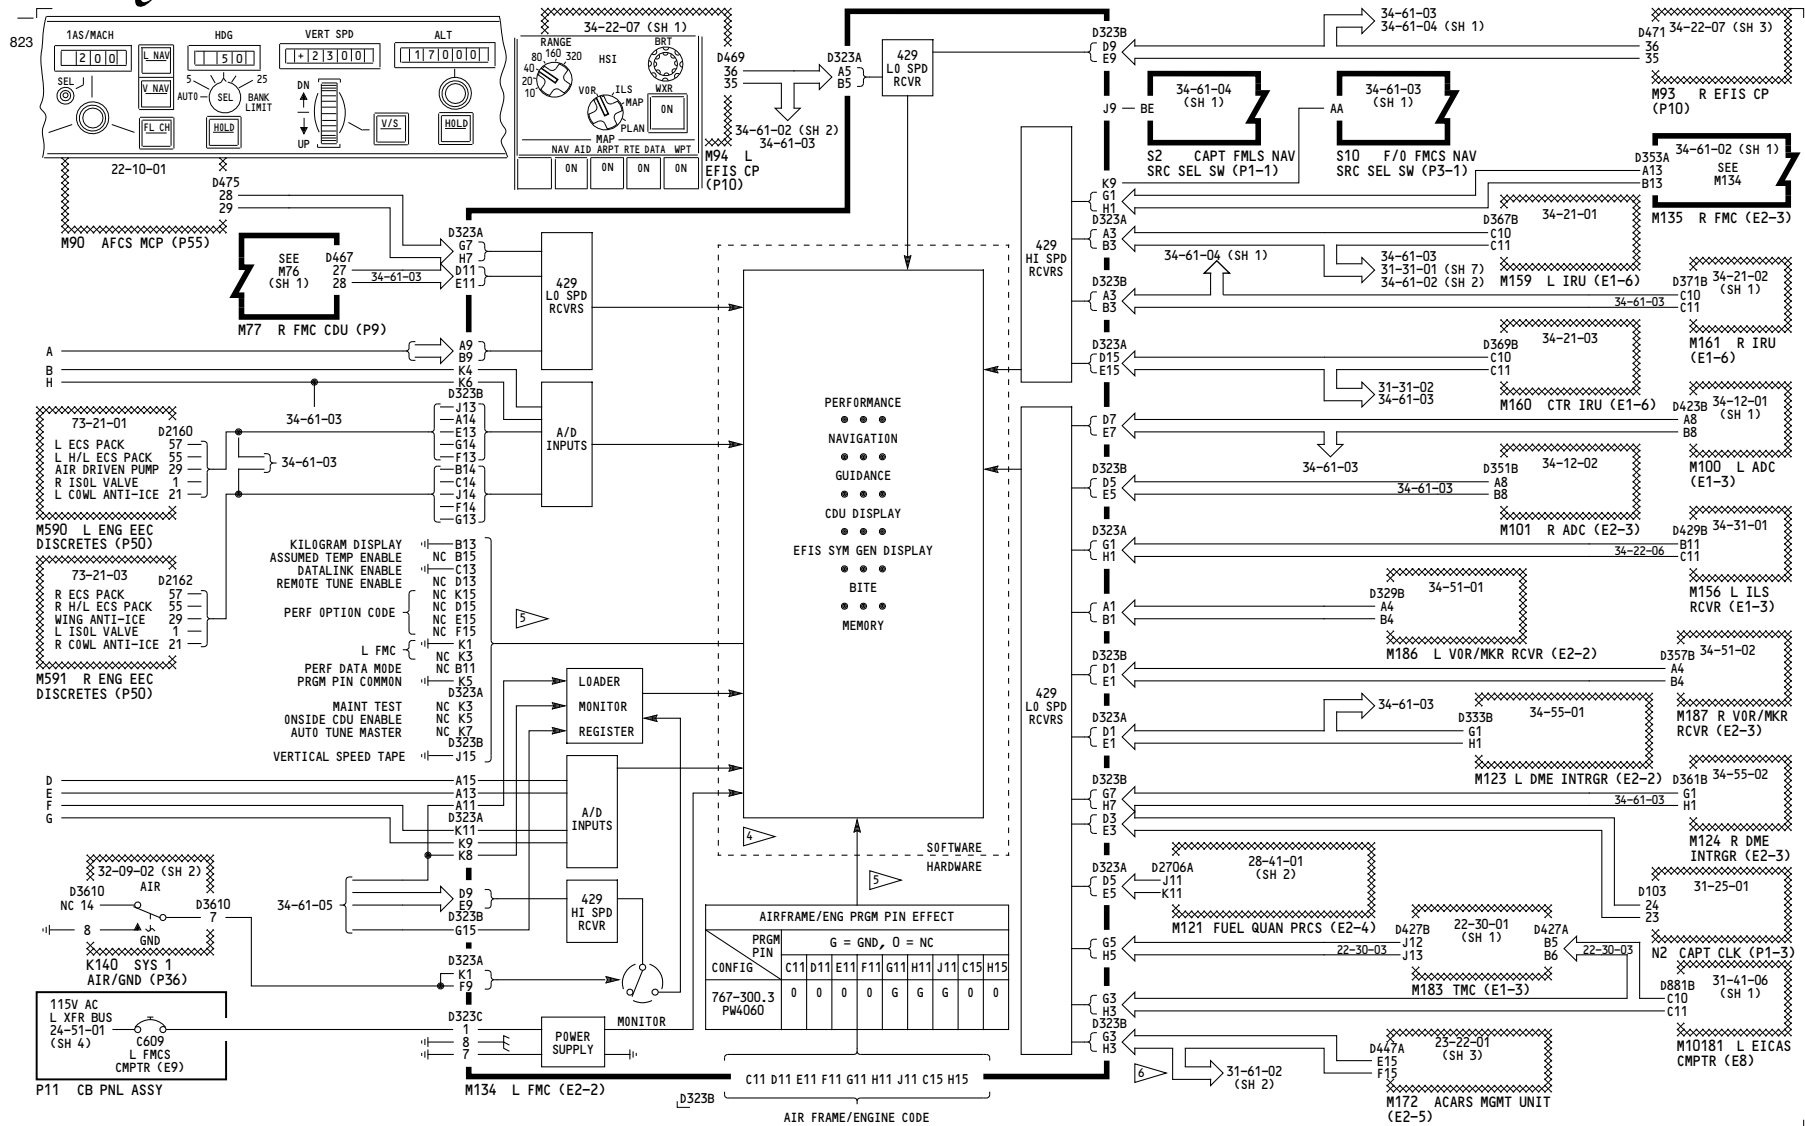 823
1AS/MACH
HDG
VERT SPD
ALT
200
50
+2300
17000
L NAV
V NAV
SEL
5
25
AUTO
SEL
BANK
LIMIT
DN
UP
FL CH
HOLD
V/S
HOLD
22-10-01
D475
28
29
M90 AFCS MCP (P55)
34-22-07 (SH 1)
RANGE
10
20
40
80
160
320
HSI
BRT
VOR
ILS
MAP
PLAN
WXR
ON
MAP
NAV AID ARPT RTE DATA WPT
ON ON ON ON
D469
36
35
M94 L
EFIS CP
(P10)
34-61-02 (SH 2)
34-61-03
D323A
A5
B5
429
LO SPD
RCVR
D323B
D9
E9
34-61-03
34-61-04 (SH 1)
D471
34-22-07 (SH 3)
36
35
M93 R EFIS CP
(P10)
J9
BE
34-61-04
(SH 1)
S2 CAPT FMLS NAV
SRC SEL SW (P1-1)
AA
34-61-03
(SH 1)
S10 F/O FMCS NAV
SRC SEL SW (P3-1)
D353A
34-61-02 (SH 1)
A13
B13
SEE
M134
M135 R FMC (E2-3)
SEE
M76
(SH 1)
D467
27
28
34-61-03
M77 R FMC CDU (P9)
D323A
G7
H7
D11
E11
429
LO SPD
RCVRS
A
B
H
A9
B9
K4
K6
D323B
J13
A14
E13
G14
F13
B14
C14
J14
F14
G13
A/D
INPUTS
34-61-03
34-61-03
73-21-01
D2160
L ECS PACK 57
L H/L ECS PACK 55
AIR DRIVEN PUMP 29
R ISOL VALVE 1
L COWL ANTI-ICE 21
M590 L ENG EEC
DISCRETES (P50)
73-21-03
D2162
R ECS PACK 57
R H/L ECS PACK 55
WING ANTI-ICE 29
L ISOL VALVE 1
R COWL ANTI-ICE 21
M591 R ENG EEC
DISCRETES (P50)
KILOGRAM DISPLAY B13
ASSUMED TEMP ENABLE NC B15
DATALINK ENABLE C13
REMOTE TUNE ENABLE NC D13
NC K15
PERF OPTION CODE NC D15
NC E15
NC F15
L FMC K1
NC K3
PERF DATA MODE NC B11
PRGM PIN COMMON K5
D323A
MAINT TEST NC K3
ONSIDE CDU ENABLE NC K5
AUTO TUNE MASTER NC K7
D323B
VERTICAL SPEED TAPE J15
5
LOADER
MONITOR
REGISTER
D
E
F
G
A15
A13
A11
D323A
K11
K9
K8
A/D
INPUTS
34-61-05
D9
E9
D323B
G15
429
HI SPD
RCVR
32-09-02 (SH 2)
AIR
D3610
NC 14
8
GND
D3610
7
K140 SYS 1
AIR/GND (P36)
D323A
K1
F9
115V AC
L XFR BUS
24-51-01
(SH 4)
C609
L FMCS
CMPTR (E9)
P11 CB PNL ASSY
D323C
1
8
7
POWER
SUPPLY
MONITOR
M134 L FMC (E2-2)
PERFORMANCE
NAVIGATION
GUIDANCE
CDU DISPLAY
EFIS SYM GEN DISPLAY
BITE
MEMORY
4
SOFTWARE
HARDWARE
5
AIRFRAME/ENG PRGM PIN EFFECT
PRGM
PIN
CONFIG
G = GND, O = NC
C11 D11 E11 F11 G11 H11 J11 C15 H15
767-300.3
PW4060
0 0 0 0 G G G 0 0
C11 D11 E11 F11 G11 H11 J11 C15 H15
D323B
AIR FRAME/ENGINE CODE
429
HI SPD
RCVRS
429
LO SPD
RCVRS
K9
G1
H1
D323A
A3
B3
34-61-04 (SH 1)
34-61-03
31-31-01 (SH 7)
34-61-02 (SH 2)
D367B
34-21-01
C10
C11
M159 L IRU (E1-6)
D323B
A3
B3
34-61-03
D371B
34-21-02
(SH 1)
C10
C11
M161 R IRU
(E1-6)
D323A
D15
E15
31-31-02
34-61-03
D369B
34-21-03
C10
C11
M160 CTR IRU (E1-6)
D7
E7
34-61-03
D423B
34-12-01
(SH 1)
A8
B8
M100 L ADC
(E1-3)
D323B
D5
E5
34-61-03
D351B
34-12-02
A8
B8
M101 R ADC (E2-3)
D323A
G1
H1
34-22-06
D429B
34-31-01
B11
C11
M156 L ILS
RCVR (E1-3)
A1
B1
D329B
34-51-01
A4
B4
M186 L VOR/MKR RCVR (E2-2)
D323B
D1
E1
D357B
34-51-02
A4
B4
M187 R VOR/MKR
RCVR (E2-3)
D323A
D1
E1
34-61-03
D333B
34-55-01
G1
H1
M123 L DME INTRGR (E2-2)
D323B
G7
H7
34-61-03
D361B
34-55-02
G1
H1
M124 R DME
INTRGR (E2-3)
D3
E3
D103
31-25-01
24
23
N2 CAPT CLK (P1-3)
D323A
D5
E5
D2706A
J11
K11
28-41-01
(SH 2)
M121 FUEL QUAN PRCS (E2-4)
G5
H5
22-30-03
D427B
J12
J13
22-30-01
(SH 1)
D427A
B5
B6
22-30-03
M183 TMC (E1-3)
G3
H3
D881B
31-41-06
(SH 1)
C10
C11
M10181 L EICAS
CMPTR (E8)
D323B
G3
H3
6
31-61-02
(SH 2)
D447A
23-22-01
(SH 3)
E15
F15
M172 ACARS MGMT UNIT
(E2-5)